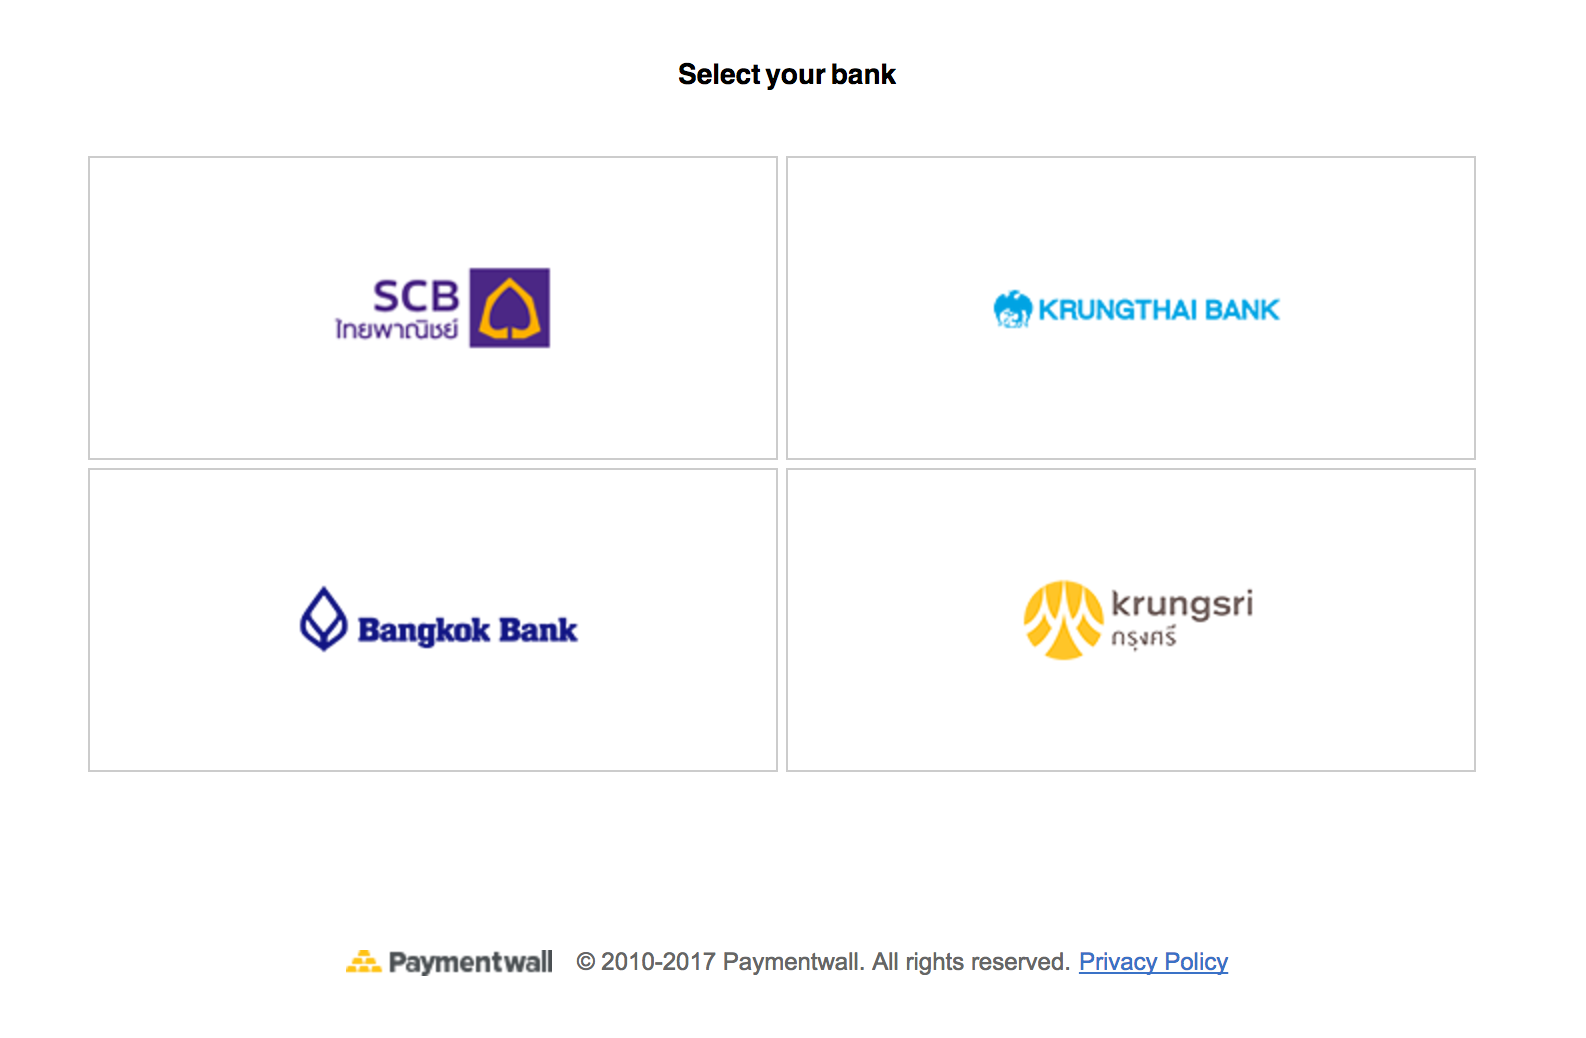 Select your bank
SCB
ไทยพาณิชย์
KRUNGTHAI BANK
Bangkok Bank
krungsri
กรุงศรี
Paymentwall © 2010-2017 Paymentwall. All rights reserved. Privacy Policy